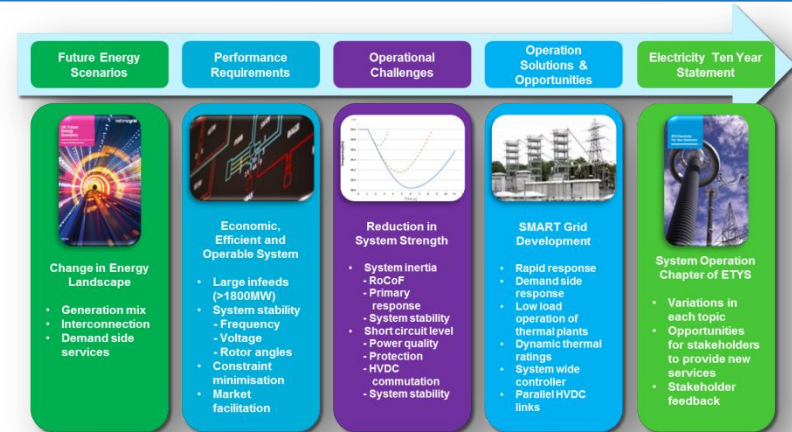 Future Energy
Scenarios
Performance
Requirements
Operational
Challenges
Operation
Solutions &
Opportunities
Electricity Ten Year
Statement
Change in Energy
Landscape
• Generation mix
• Interconnection
• Demand side
services
Economic,
Efficient and
Operable System
• Large infeeds
(>1800MW)
• System stability
- Frequency
- Voltage
- Rotor angles
• Constraint
minimisation
• Market
facilitation
Reduction in
System Strength
• System inertia
- RoCoF
- Primary
response
- System stability
• Short circuit level
- Power quality
- Protection
- HVDC
commutation
- System stability
SMART Grid
Development
• Rapid response
• Demand side
response
• Low load
operation of
thermal plants
• Dynamic thermal
ratings
• System wide
controller
• Parallel HVDC
links
System Operation
Chapter of ETYS
• Variations in
each topic
• Opportunities
for stakeholders
to provide new
services
• Stakeholder
feedback